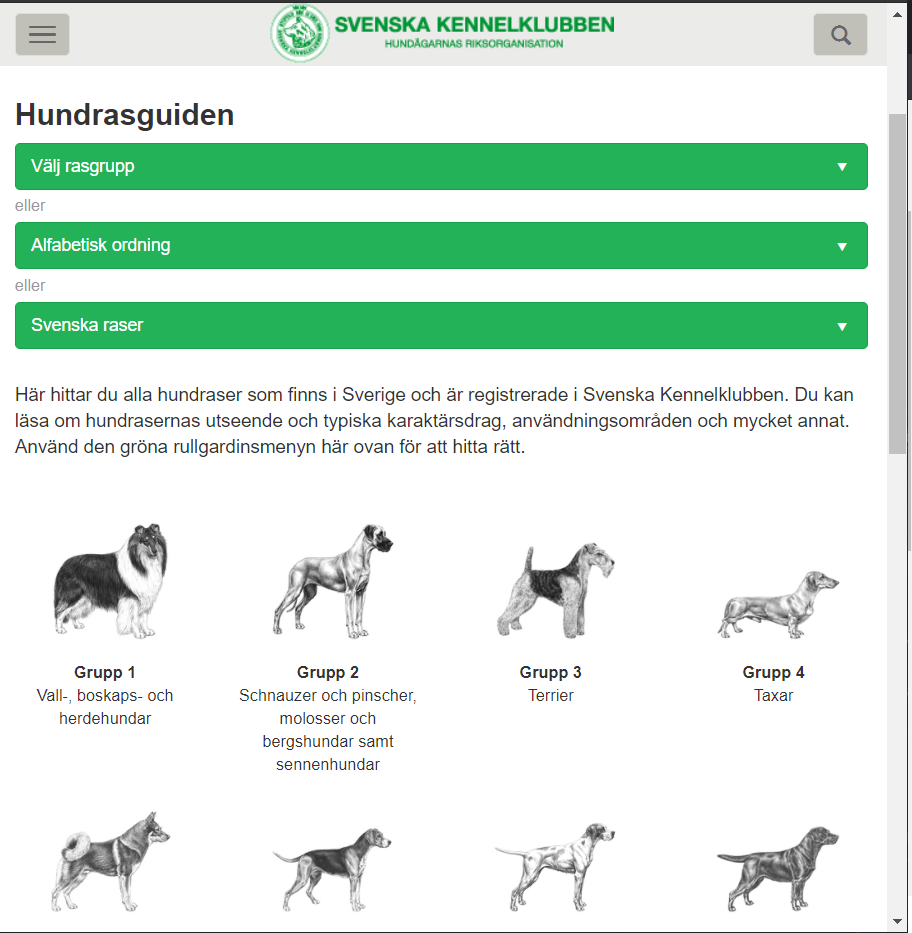 SVENSKA KENNELKLUBBEN
HUNDÄGARNAS RIKSORGANISATION
Hundrasguiden
Välj rasgrupp
eller
Alfabetisk ordning
eller
Svenska raser
Här hittar du alla hundraser som finns i Sverige och är registrerade i Svenska Kennelklubben. Du kan
läsa om hundrasernas utseende och typiska karaktärsdrag, användningsområden och mycket annat.
Använd den gröna rullgardinsmenyn här ovan för att hitta rätt.
Grupp 1
Vall-, boskaps- och
herdehundar
Grupp 2
Schnauzer och pinscher,
molosser och
bergshundar samt
sennenhundar
Grupp 3
Terrier
Grupp 4
Taxar